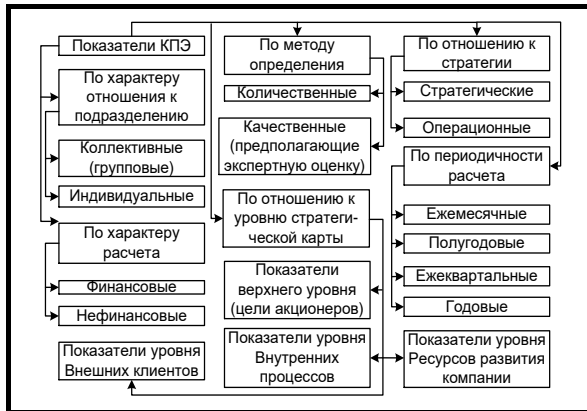 Показатели КПЭ
По характеру
отношения к
подразделению
Коллективные
(групповые)
Индивидуальные
По характеру
расчета
Финансовые
Нефинансовые
Показатели уровня
Внешних клиентов
По методу
определения
Количественные
Качественные
(предполагающие
экспертную оценку)
По отношению к
уровню стратеги-
ческой карты
Показатели
верхнего уровня
(цели акционеров)
Показатели уровня
Внутренних
процессов
По отношению к
стратегии
Стратегические
Операционные
По периодичности
расчета
Ежемесячные
Полугодовые
Ежеквартальные
Годовые
Показатели уровня
Ресурсов развития
компании